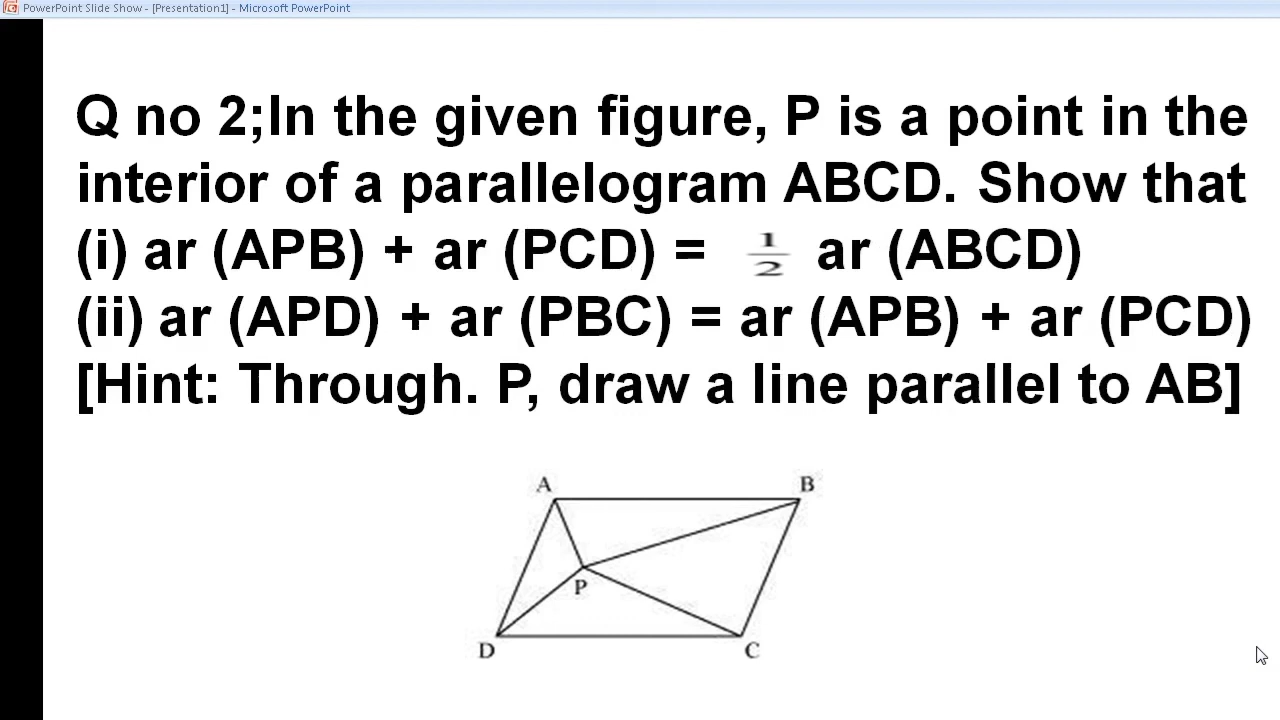 PowerPoint Slide Show - [Presentation1] - Microsoft PowerPoint
Q no 2;In the given figure, P is a point in the
interior of a parallelogram ABCD. Show that
(i) ar (APB) + ar (PCD) = 1/2 ar (ABCD)
(ii) ar (APD) + ar (PBC) = ar (APB) + ar (PCD)
[Hint: Through. P, draw a line parallel to AB]
A B
P
D C